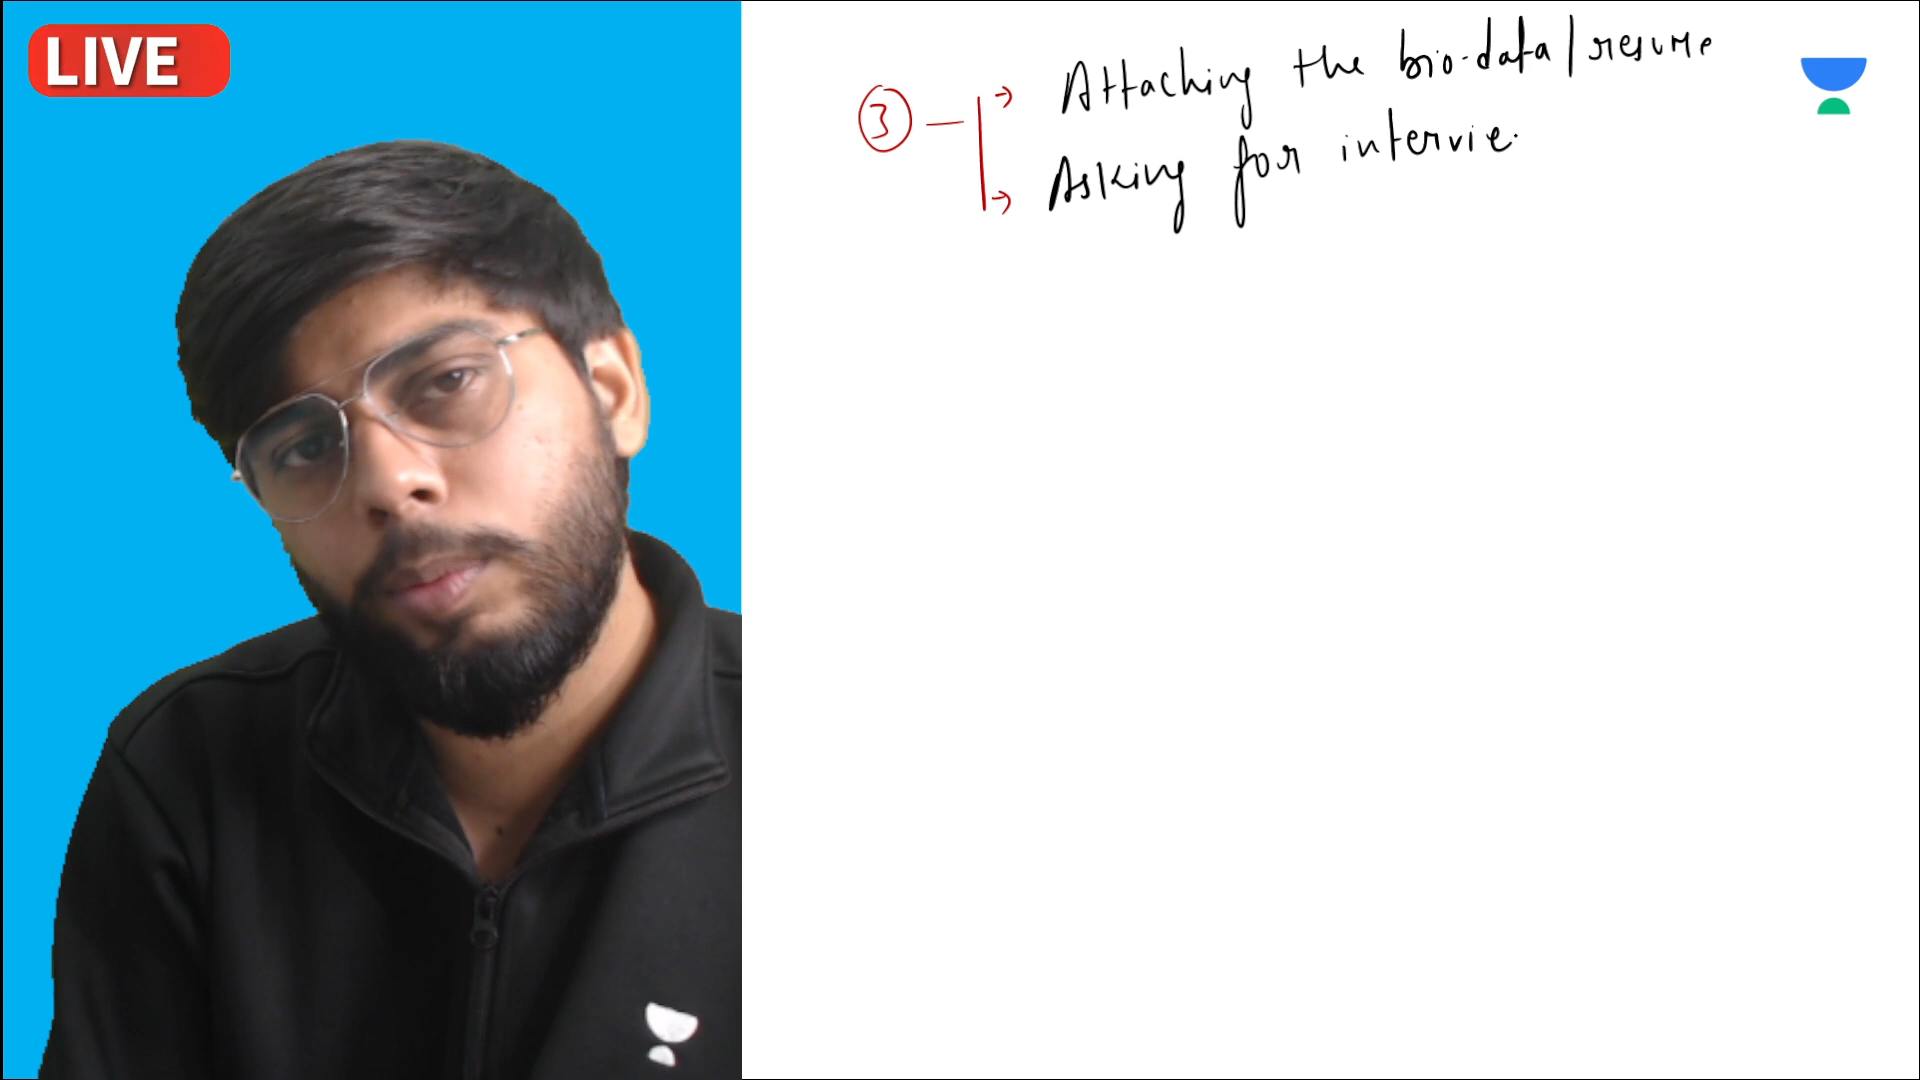 LIVE
③ — → Attaching the bio-data/resume
→ Asking for intervie.